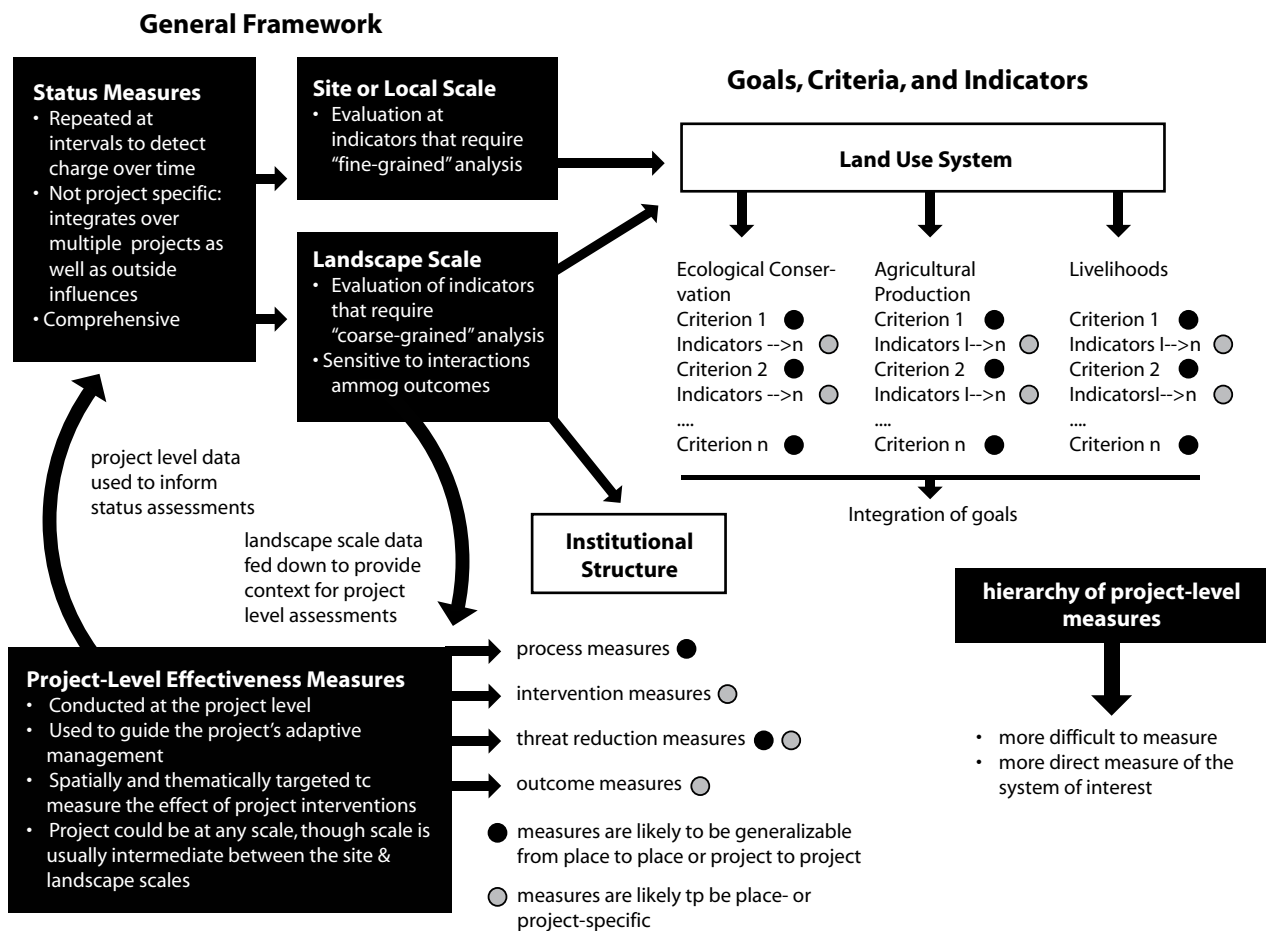 General Framework
Status Measures
• Repeated at
intervals to detect
charge over time
• Not project specific:
integrates over
multiple projects as
well as outside
influences
• Comprehensive
Site or Local Scale
• Evaluation at
indicators that require
“fine-grained” analysis
Landscape Scale
• Evaluation of indicators
that require
“coarse-grained” analysis
• Sensitive to interactions
ammog outcomes
Goals, Criteria, and Indicators
Land Use System
Ecological Conser-
vation
Criterion 1
Indicators -->n
Criterion 2
Indicators -->n
....
Criterion n
Agricultural
Production
Criterion 1
Indicators I-->n
Criterion 2
Indicators I-->n
....
Criterion n
Livelihoods
Criterion 1
Indicators I-->n
Criterion 2
IndicatorsI-->n
....
Criterion n
Integration of goals
project level data
used to inform
status assessments
landscape scale data
fed down to provide
context for project
level assessments
Institutional
Structure
hierarchy of project-level
measures
• more difficult to measure
• more direct measure of the
system of interest
Project-Level Effectiveness Measures
• Conducted at the project level
• Used to guide the project’s adaptive
management
• Spatially and thematically targeted tc
measure the effect of project interventions
• Project could be at any scale, though scale is
usually intermediate between the site &
landscape scales
process measures
intervention measures
threat reduction measures
outcome measures
measures are likely to be generalizable
from place to place or project to project
measures are likely tp be place- or
project-specific